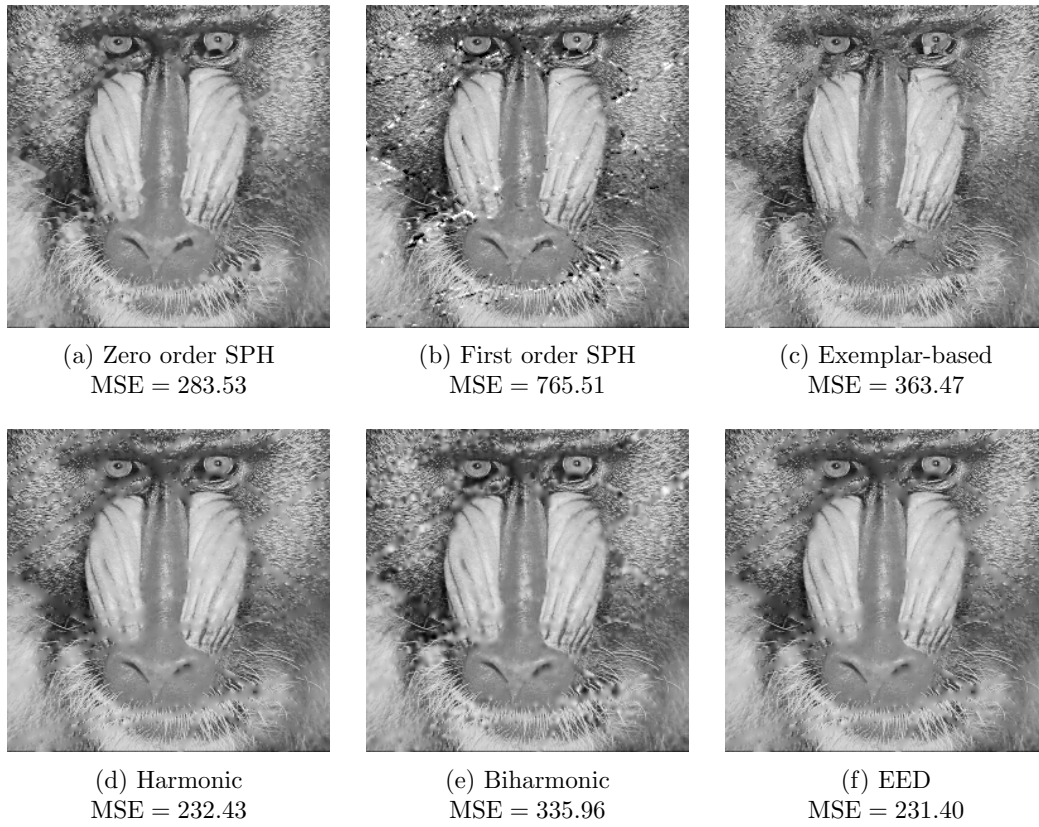 (a) Zero order SPH
MSE = 283.53
(b) First order SPH
MSE = 765.51
(c) Exemplar-based
MSE = 363.47
(d) Harmonic
MSE = 232.43
(e) Biharmonic
MSE = 335.96
(f) EED
MSE = 231.40